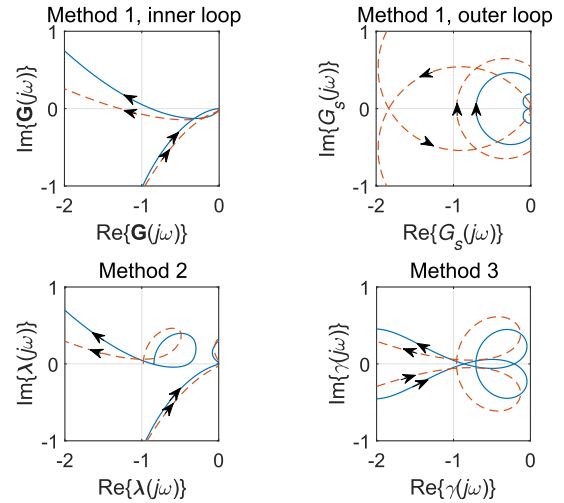 Method 1, inner loop
Method 1, outer loop
1
0
-1
-2
-1
0
Im{G(jω)}
Re{G(jω)}
1
0
-1
-2
-1
0
Im{G_s(jω)}
Re{G_s(jω)}
Method 2
Method 3
1
0
-1
-2
-1
0
Im{λ(jω)}
Re{λ(jω)}
1
0
-1
-2
-1
0
Im{γ(jω)}
Re{γ(jω)}